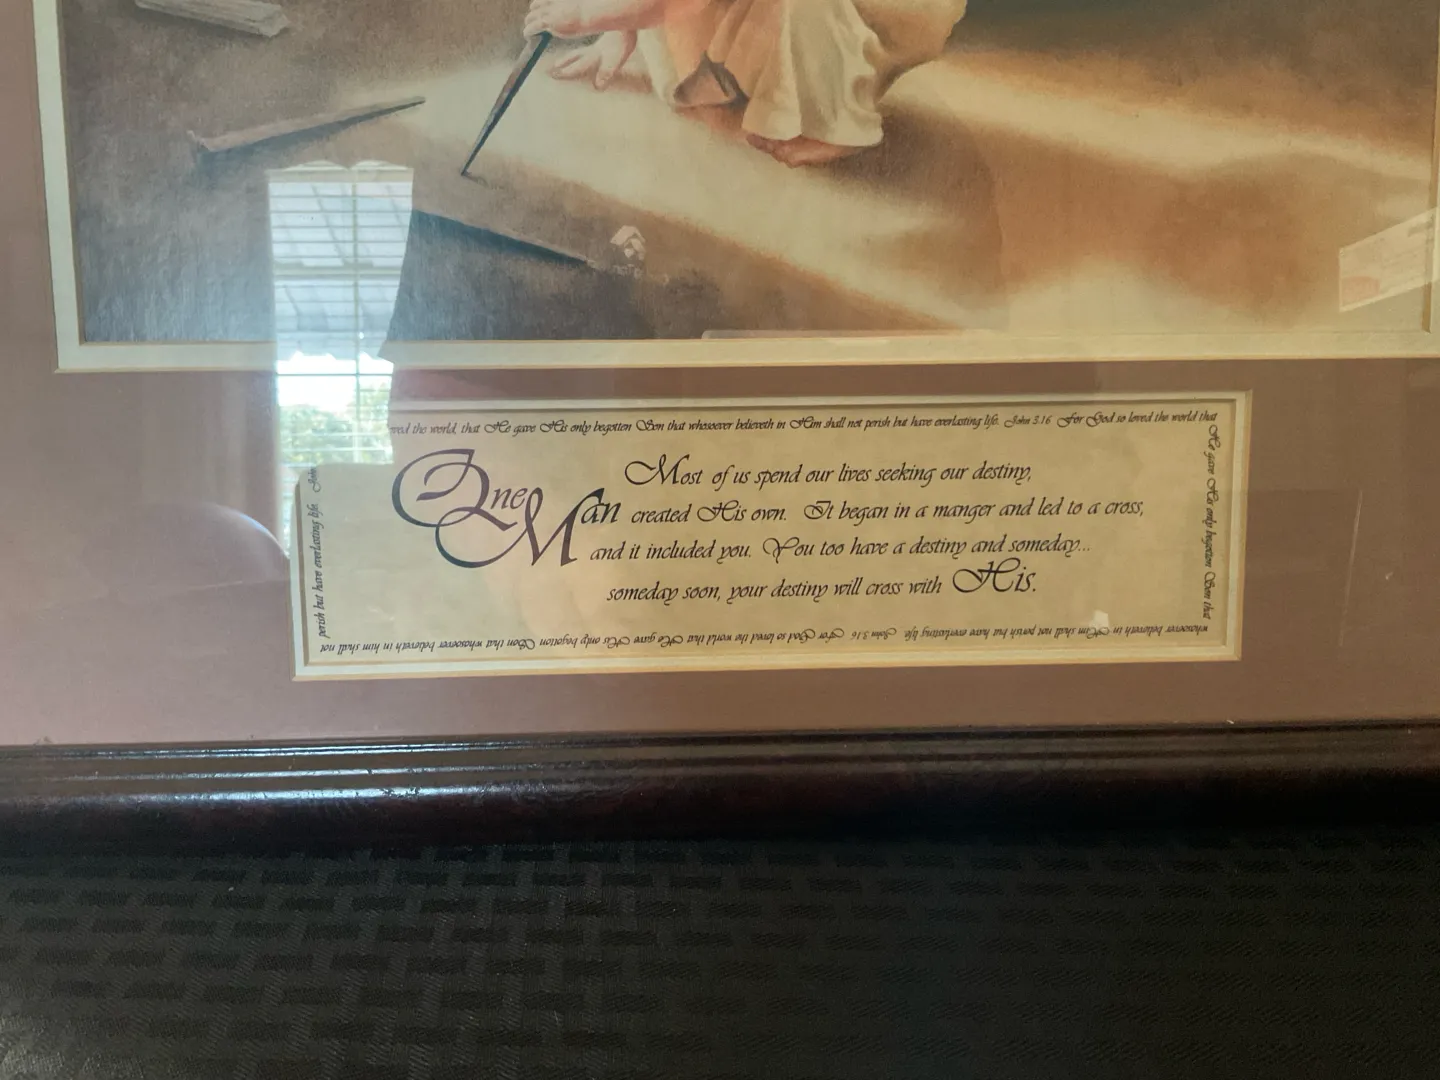 ved the world, that He gave His only begotten Son that whosoever believeth in Him shall not perish but have everlasting life. John 3.16 For God so loved the world that
He gave His only begotten Son that
whosoever believeth in Him shall not perish but have everlasting life. John 3.16 For God so loved the world that He gave His only begotten Son that whosoever believeth in him shall not
perish but have everlasting life John
Most of us spend our lives seeking our destiny,
One Man created His own. It began in a manger and led to a cross,
and it included you. You too have a destiny and someday...
someday soon, your destiny will cross with His.